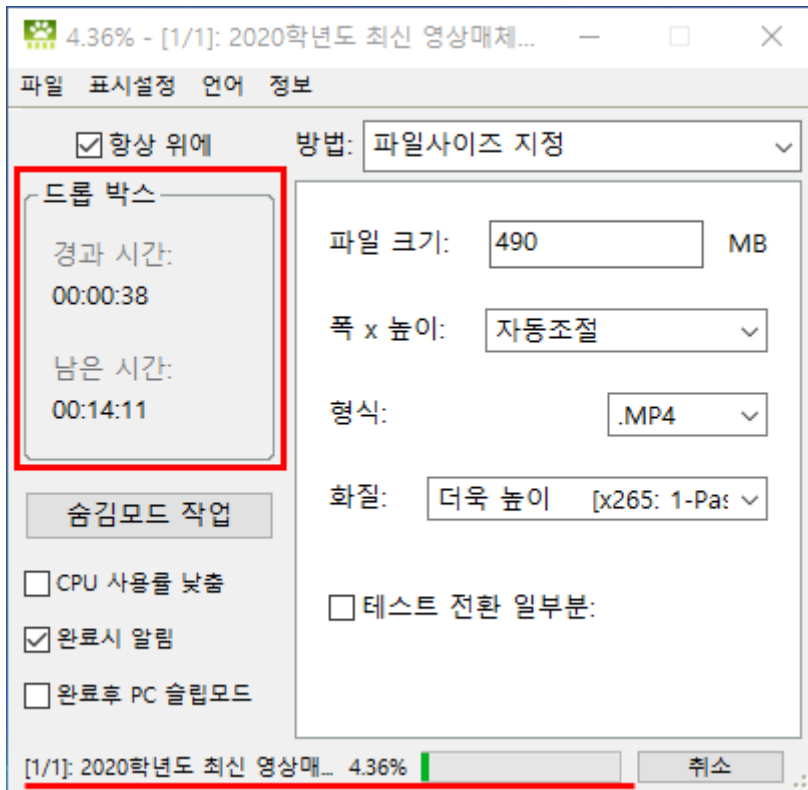 4.36% - [1/1]: 2020학년도 최신 영상매체...
파일 표시설정 언어 정보
항상 위에
방법: 파일사이즈 지정
드롭 박스
경과 시간:
00:00:38
남은 시간:
00:14:11
파일 크기: 490 MB
폭 x 높이: 자동조절
형식: .MP4
화질: 더욱 높이 [x265: 1-Pas
테스트 전환 일부분:
숨김모드 작업
CPU 사용률 낮춤
완료시 알림
완료후 PC 슬립모드
[1/1]: 2020학년도 최신 영상매... 4.36% 취소